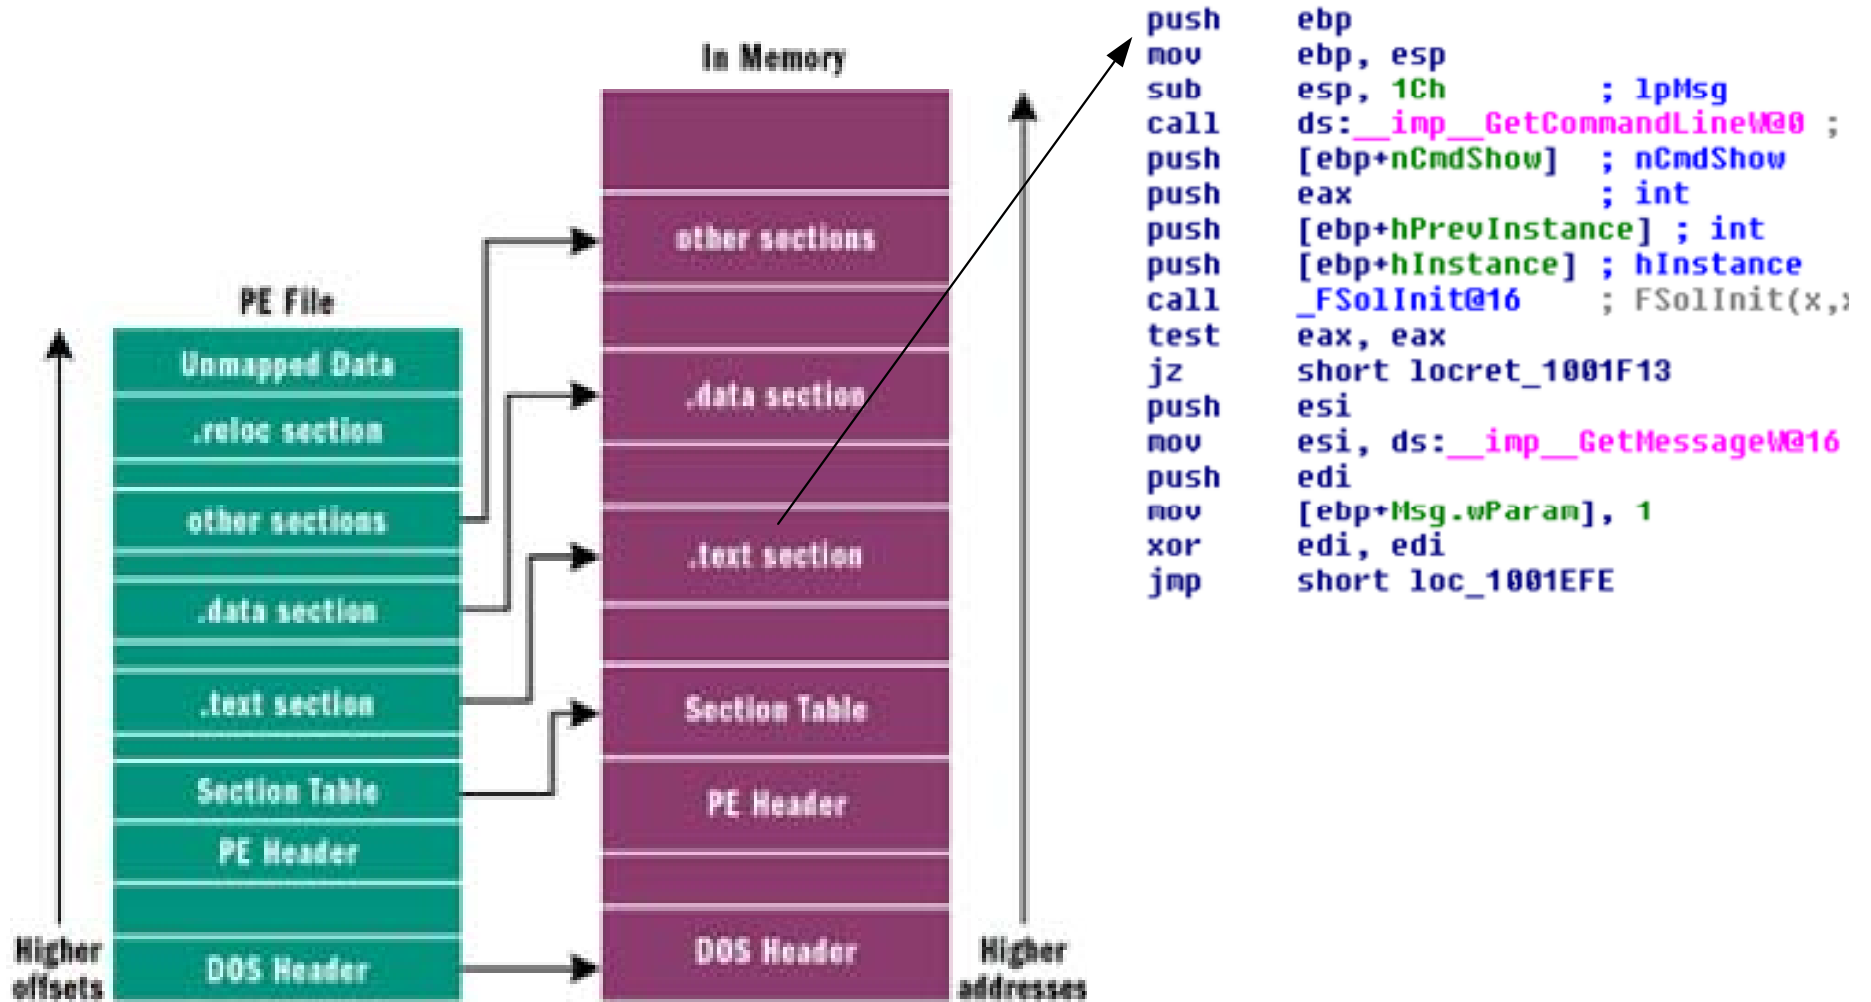 PE File
Unmapped Data
.reloc section
other sections
.data section
.text section
Section Table
PE Header
DOS Header
Higher
offsets
In Memory
other sections
.data section
.text section
Section Table
PE Header
DOS Header
Higher
addresses
push ebp
mov ebp, esp
sub esp, 1Ch ; lpMsg
call ds:__imp__GetCommandLineW@0 ;
push [ebp+nCmdShow] ; nCmdShow
push eax ; int
push [ebp+hPrevInstance] ; int
push [ebp+hInstance] ; hInstance
call _FSolInit@16 ; FSolInit(x,x
test eax, eax
jz short locret_1001F13
push esi
mov esi, ds:__imp__GetMessageW@16
push edi
mov [ebp+Msg.wParam], 1
xor edi, edi
jmp short loc_1001EFE